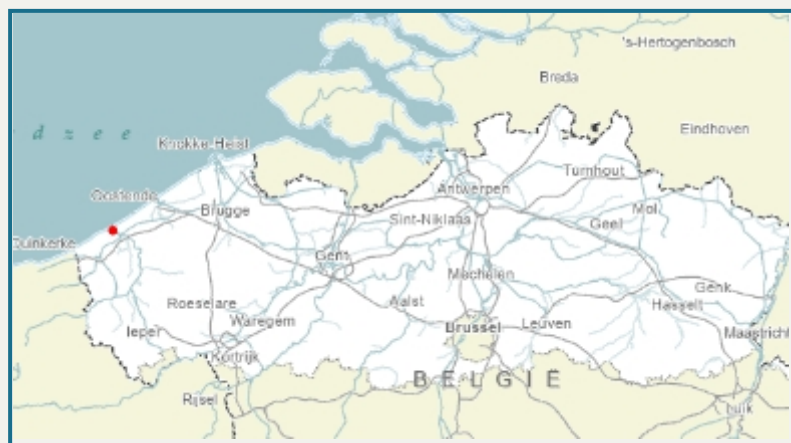 's-Hertogenbosch
Breda
Eindhoven
d z e e
Knokke-Heist
Turnhout
Antwerpen
Oostende
Mol
Brugge
Sint-Niklaas
Geel
Duinkerke
Gent
Mechelen
Genk
Roeselare
Aalst
Hasselt
Waregem
Brussel
Leuven
Ieper
Maastricht
Kortrijk
BELGIË
Rijsel
Luik